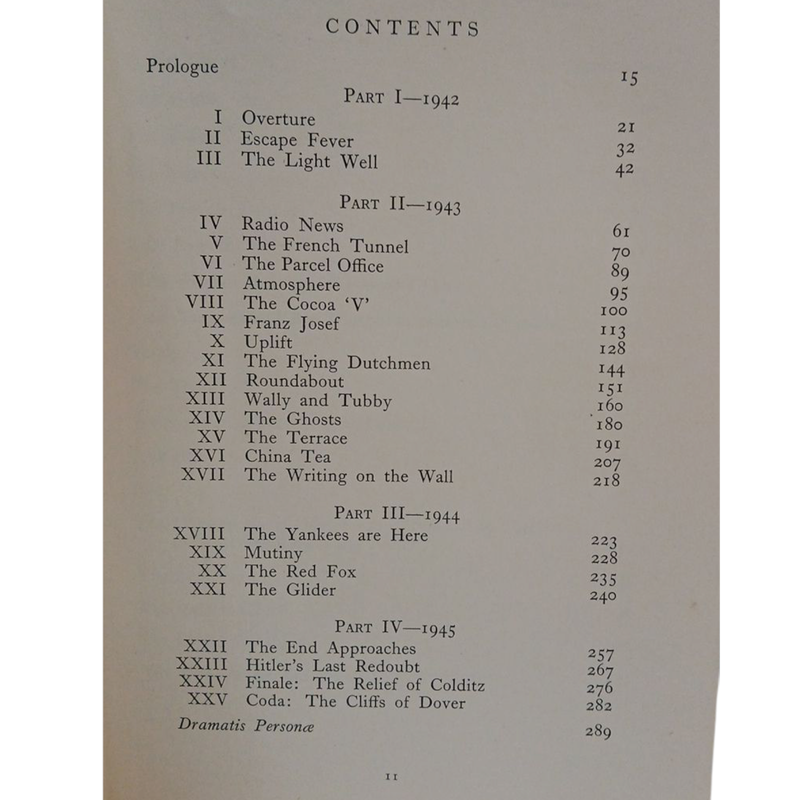 CONTENTS
Prologue 15
Part I—1942
I Overture 21
II Escape Fever 32
III The Light Well 42
Part II—1943
IV Radio News 61
V The French Tunnel 70
VI The Parcel Office 89
VII Atmosphere 95
VIII The Cocoa ‘V’ 100
IX Franz Josef 113
X Uplift 128
XI The Flying Dutchmen 144
XII Roundabout 151
XIII Wally and Tubby 160
XIV The Ghosts 180
XV The Terrace 191
XVI China Tea 207
XVII The Writing on the Wall 218
Part III—1944
XVIII The Yankees are Here 223
XIX Mutiny 228
XX The Red Fox 235
XXI The Glider 240
Part IV—1945
XXII The End Approaches 257
XXIII Hitler’s Last Redoubt 267
XXIV Finale: The Relief of Colditz 276
XXV Coda: The Cliffs of Dover 282
Dramatis Personæ 289
11